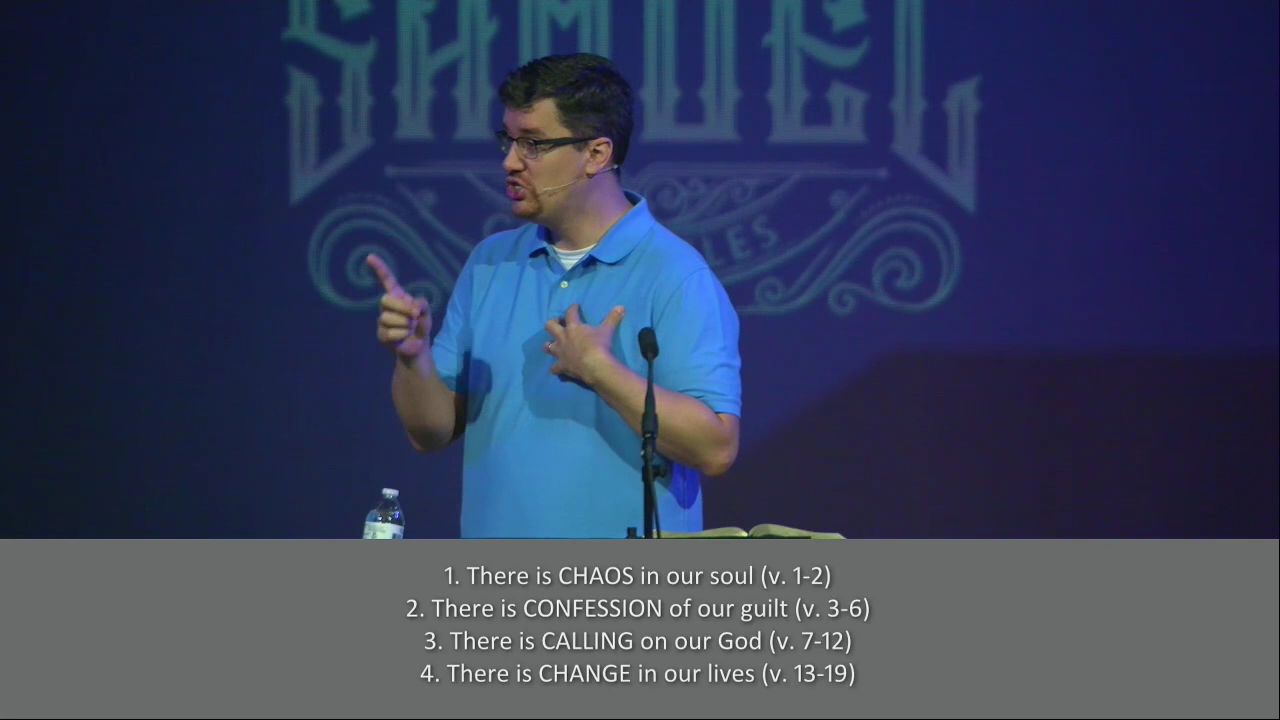 SAMUEL
1. There is CHAOS in our soul (v. 1-2)
2. There is CONFESSION of our guilt (v. 3-6)
3. There is CALLING on our God (v. 7-12)
4. There is CHANGE in our lives (v. 13-19)